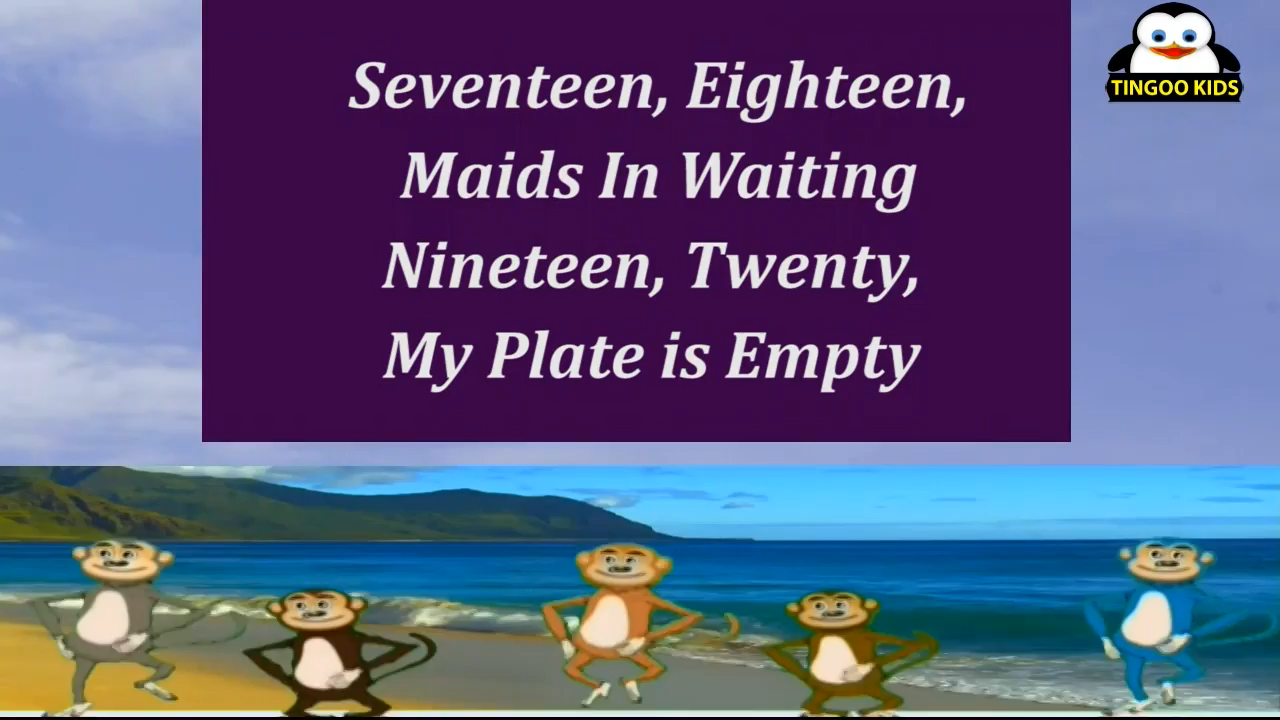 Seventeen, Eighteen,
Maids In Waiting
Nineteen, Twenty,
My Plate is Empty
TINGOO KIDS